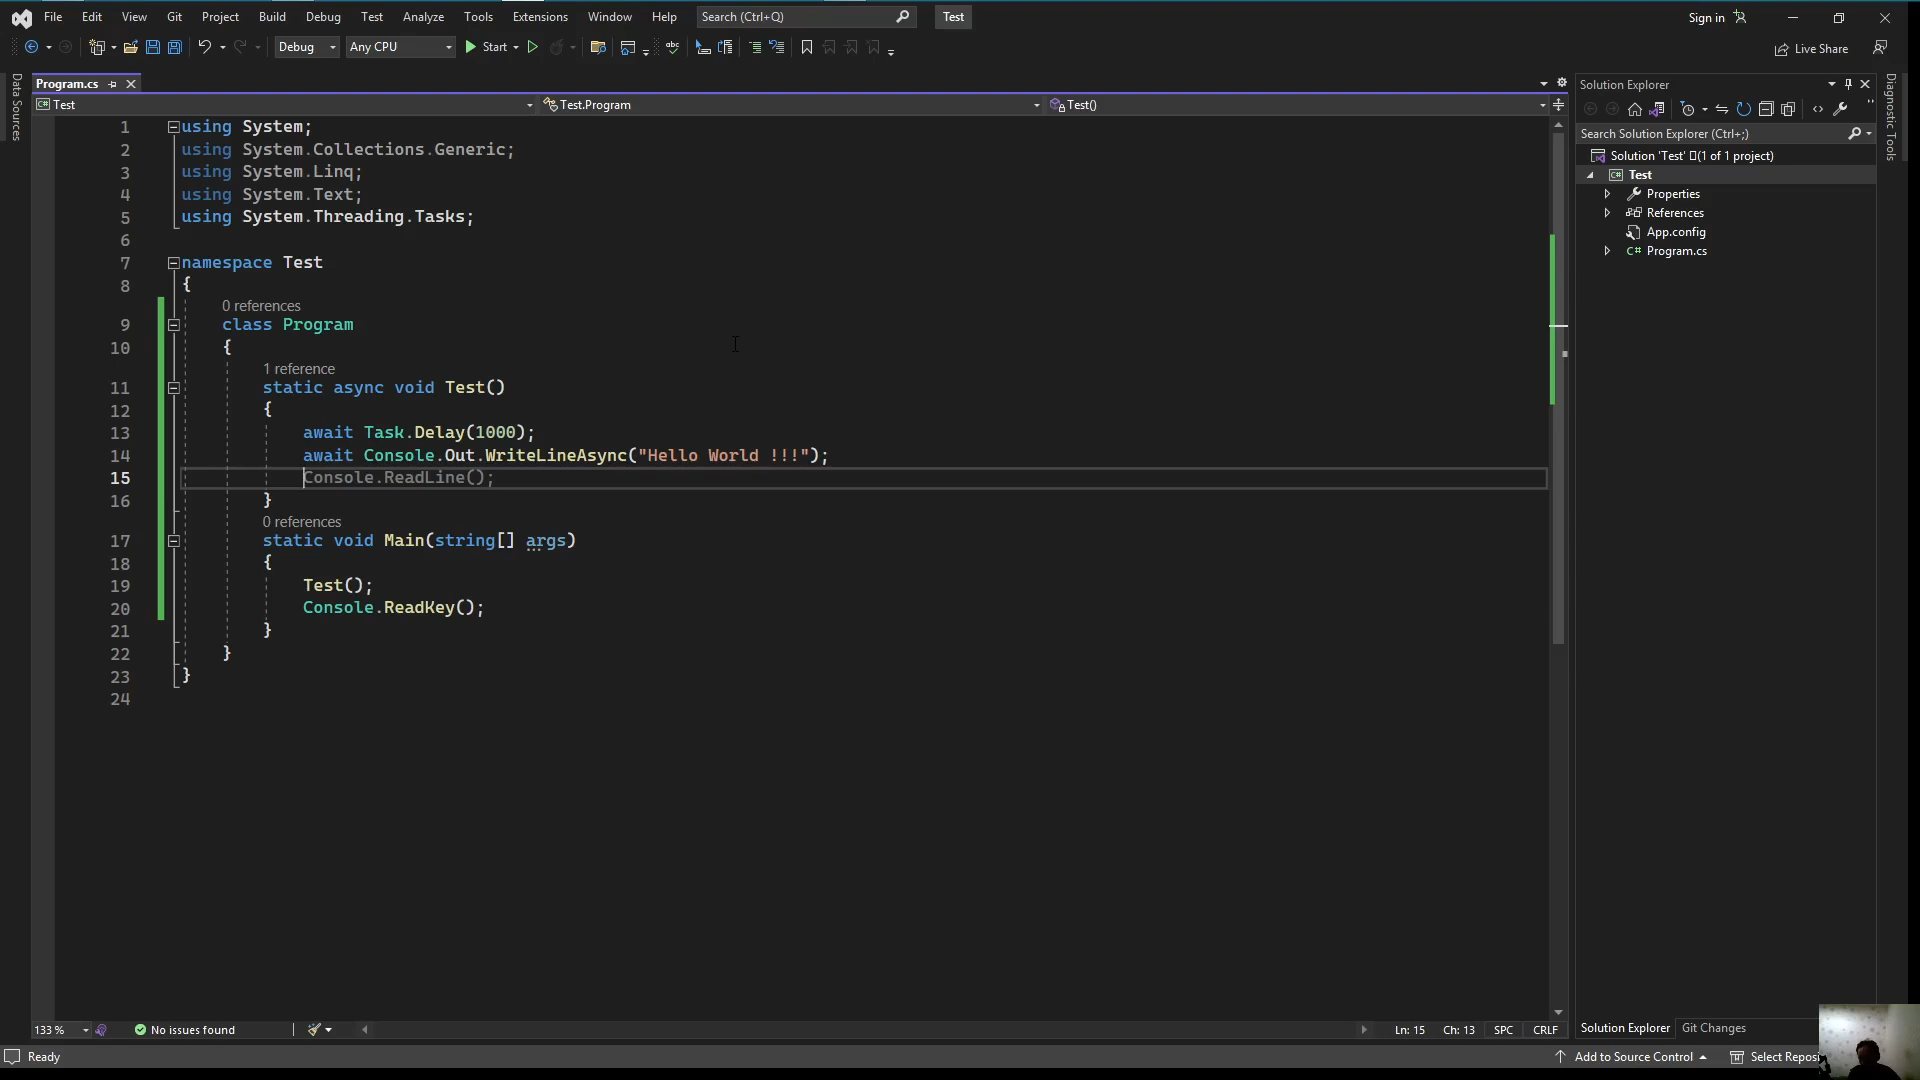 File Edit View Git Project Build Debug Test Analyze Tools Extensions Window Help Search (Ctrl+Q) Test Sign in
Debug Any CPU Start Live Share
Data Sources
Program.cs
Test Test.Program Test()
1 using System;
2 using System.Collections.Generic;
3 using System.Linq;
4 using System.Text;
5 using System.Threading.Tasks;
6
7 namespace Test
8 {
0 references
9 class Program
10 {
1 reference
11 static async void Test()
12 {
13 await Task.Delay(1000);
14 await Console.Out.WriteLineAsync("Hello World !!!");
15 Console.ReadLine();
16 }
0 references
17 static void Main(string[] args)
18 {
19 Test();
20 Console.ReadKey();
21 }
22 }
23 }
24
133 % No issues found Ln: 15 Ch: 13 SPC CRLF
Solution Explorer
Search Solution Explorer (Ctrl+;)
Solution 'Test' (1 of 1 project)
C# Test
Properties
References
App.config
C# Program.cs
Solution Explorer Git Changes
Diagnostic Tools
Ready Add to Source Control Select Reposi